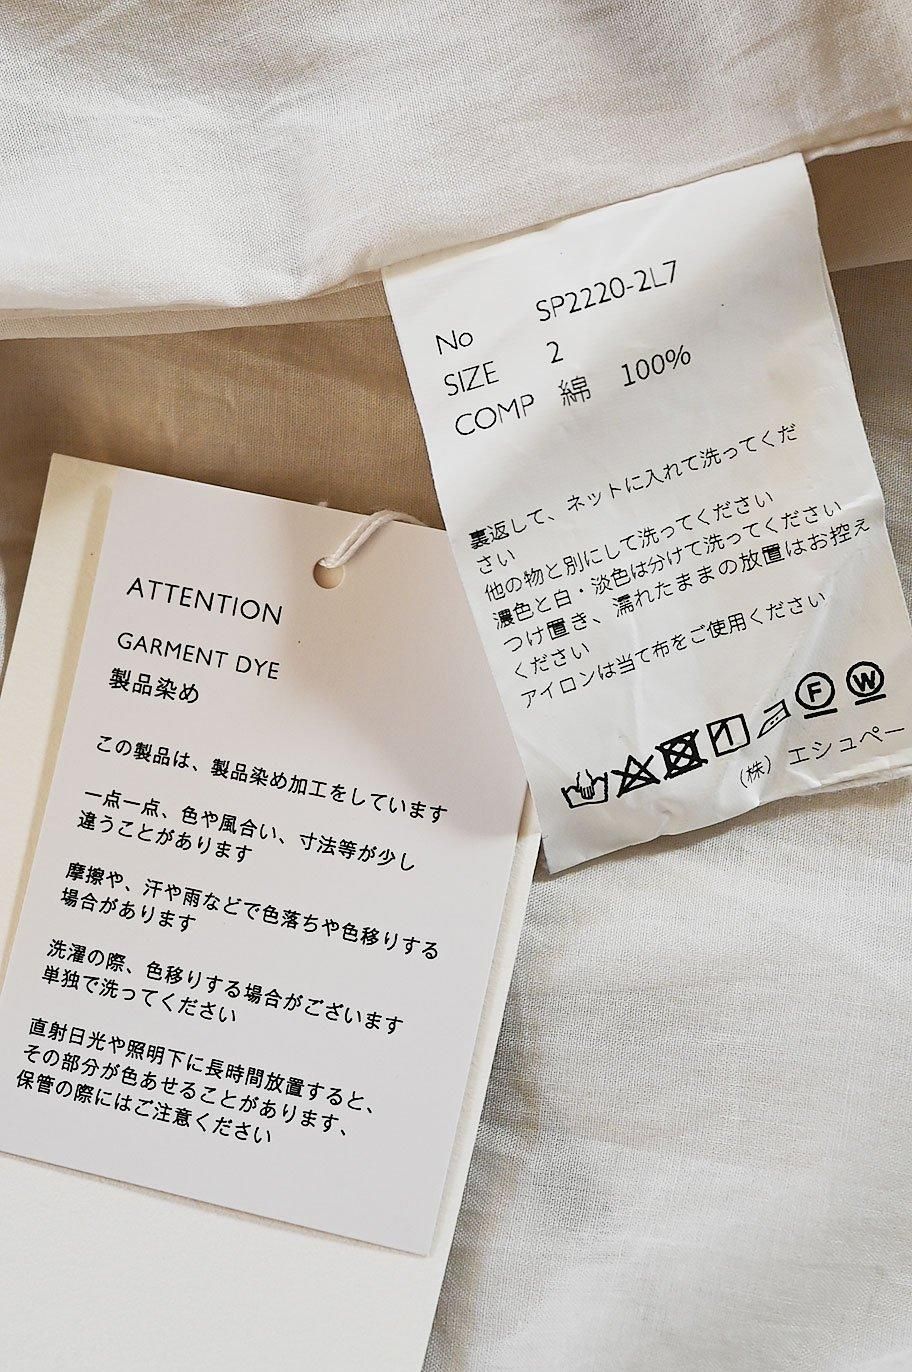 No SP2220-2L7
SIZE 2
COMP 綿 100%
裏返して、ネットに入れて洗ってくだ
さい
他の物と別にして洗ってください
濃色と白・淡色は分けて洗ってください
つけ置き、濡れたままの放置はお控え
ください
アイロンは当て布をご使用ください
F W
(株) エシュペー
ATTENTION
GARMENT DYE
製品染め
この製品は、製品染め加工をしています
一点一点、色や風合い、寸法等が少し
違うことがあります
摩擦や、汗や雨などで色落ちや色移りする
場合があります
洗濯の際、色移りする場合がございます
単独で洗ってください
直射日光や照明下に長時間放置すると、
その部分が色あせることがあります、
保管の際にはご注意ください